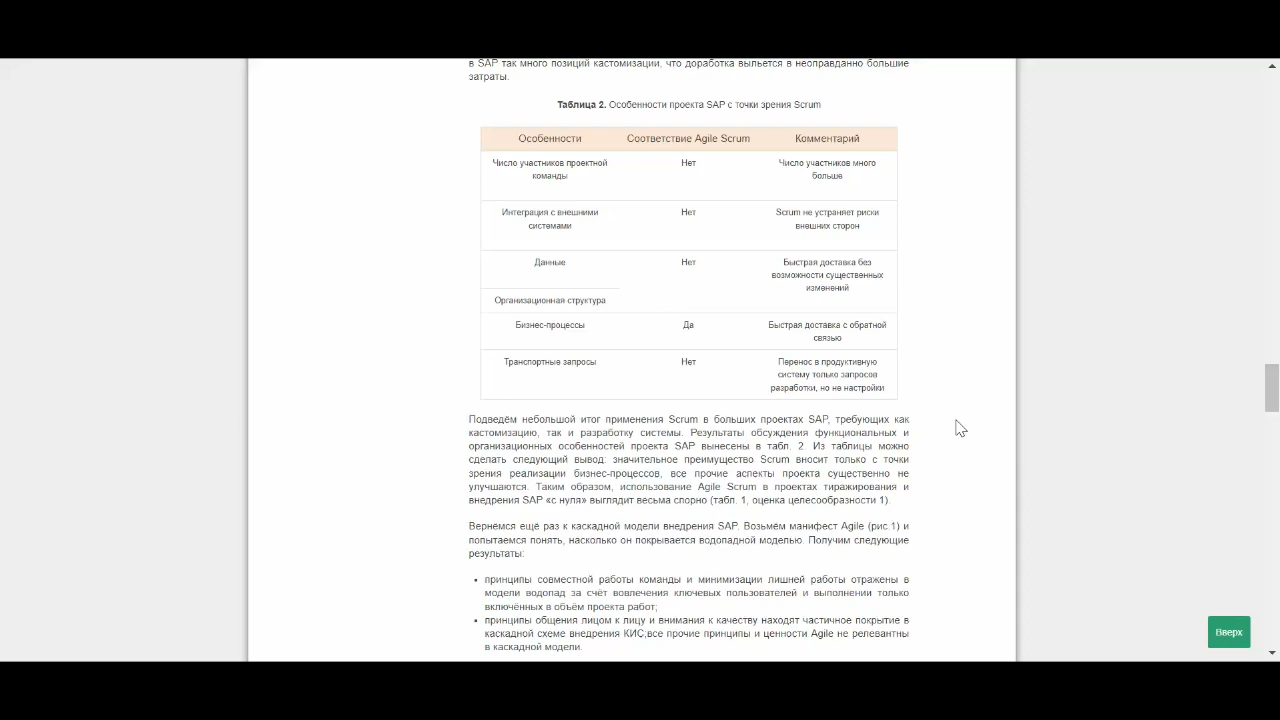 в SAP так много позиций кастомизации, что доработка выльется в неоправданно большие
затраты.
Таблица 2. Особенности проекта SAP с точки зрения Scrum
Особенности Соответствие Agile Scrum Комментарий
Число участников проектной
команды
Нет
Число участников много
больше
Интеграция с внешними
системами
Нет
Scrum не устраняет риски
внешних сторон
Данные
Нет
Быстрая доставка без
возможности существенных
изменений
Организационная структура
Бизнес-процессы
Да
Быстрая доставка с обратной
связью
Транспортные запросы
Нет
Перенос в продуктивную
систему только запросов
разработки, но не настройки
Подведём небольшой итог применения Scrum в больших проектах SAP, требующих как
кастомизацию, так и разработку системы. Результаты обсуждения функциональных и
организационных особенностей проекта SAP вынесены в табл. 2. Из таблицы можно
сделать следующий вывод: значительное преимущество Scrum вносит только с точки
зрения реализации бизнес-процессов, все прочие аспекты проекта существенно не
улучшаются. Таким образом, использование Agile Scrum в проектах тиражирования и
внедрения SAP «с нуля» выглядит весьма спорно (табл. 1, оценка целесообразности 1).
Вернёмся ещё раз к каскадной модели внедрения SAP. Возьмём манифест Agile (рис.1) и
попытаемся понять, насколько он покрывается водопадной моделью. Получим следующие
результаты:
• принципы совместной работы команды и минимизации лишней работы отражены в
модели водопад за счёт вовлечения ключевых пользователей и выполнении только
включённых в объём проекта работ;
• принципы общения лицом к лицу и внимания к качеству находят частичное покрытие в
каскадной схеме внедрения КИС;все прочие принципы и ценности Agile не релевантны
в каскадной модели.
Вверх